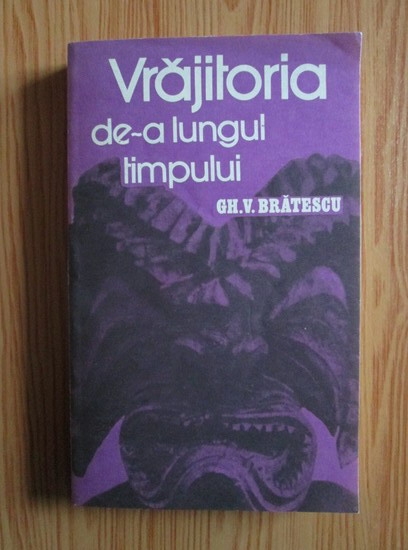 Vrăjitoria
de-a lungul
timpului
GH.V. BRĂTESCU